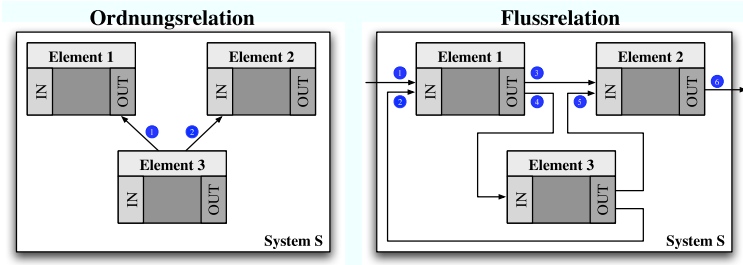 Ordnungsrelation
Element 1
IN
OUT
Element 2
IN
OUT
1
2
Element 3
IN
OUT
System S
Flussrelation
Element 1
IN
OUT
Element 2
IN
OUT
1
2
3
4
5
6
Element 3
IN
OUT
System S